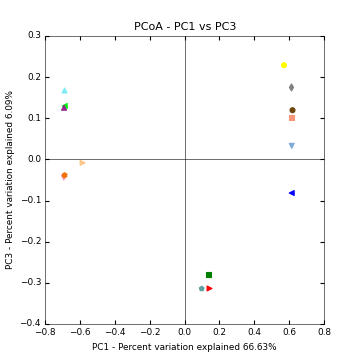 PCoA - PC1 vs PC3
0.3
0.2
0.1
0.0
−0.1
−0.2
−0.3
−0.4
PC3 - Percent variation explained 6.09%
−0.8 −0.6 −0.4 −0.2 0.0 0.2 0.4 0.6 0.8
PC1 - Percent variation explained 66.63%